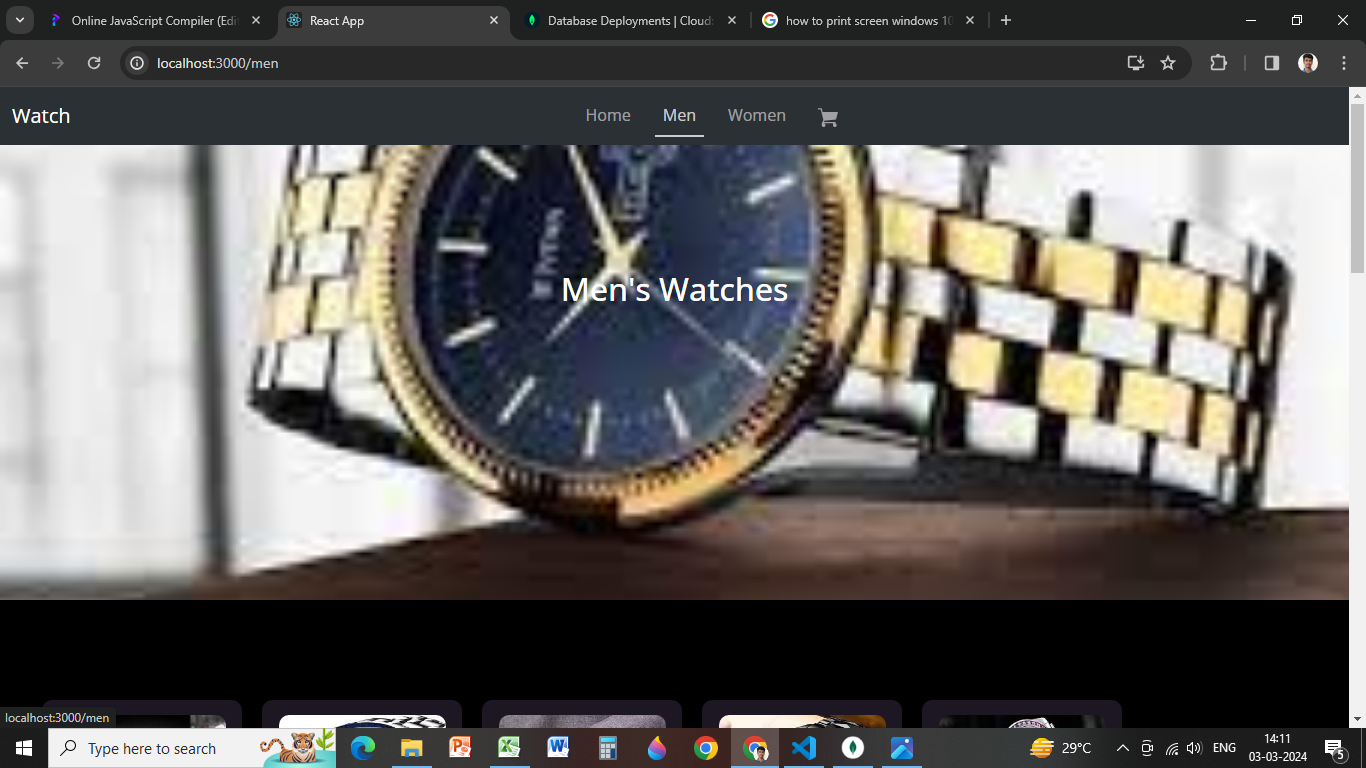 Online JavaScript Compiler (Edit
React App
Database Deployments | Cloud:
how to print screen windows 10
localhost:3000/men
Watch
Home
Men
Women
Men's Watches
localhost:3000/men
Type here to search
29°C
ENG
14:11
03-03-2024
5